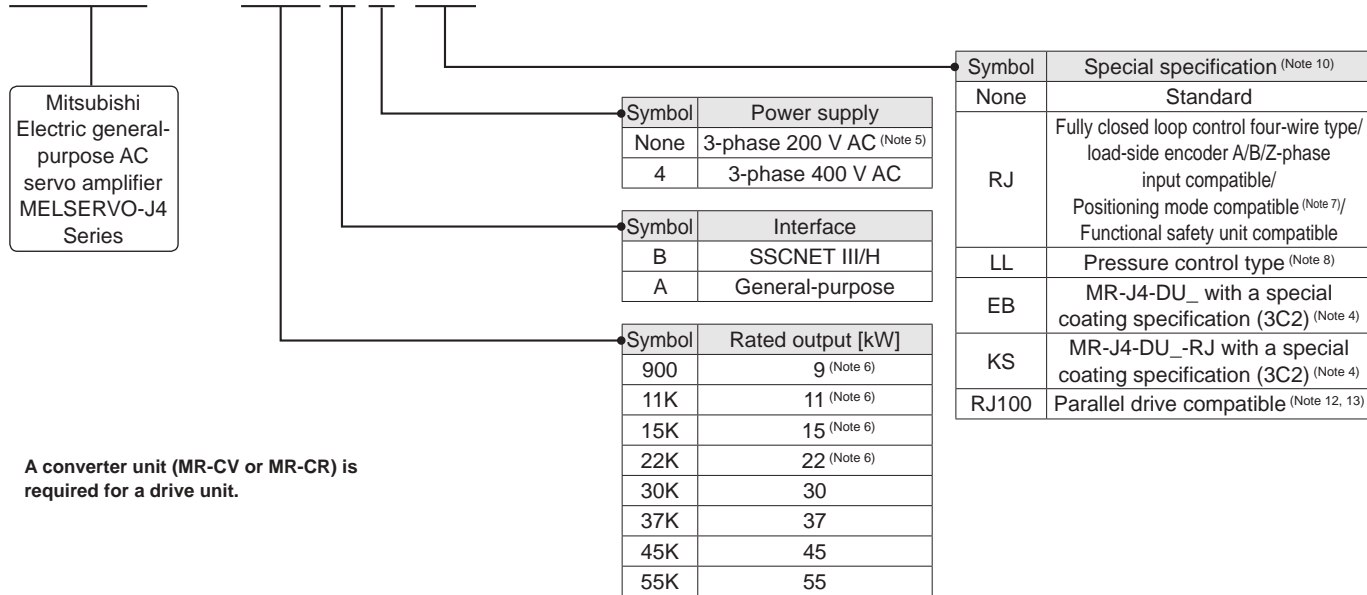 Mitsubishi
Electric general-
purpose AC
servo amplifier
MELSERVO-J4
Series
A converter unit (MR-CV or MR-CR) is
required for a drive unit.
Symbol Power supply
None 3-phase 200 V AC (Note 5)
4 3-phase 400 V AC
Symbol Interface
B SSCNET III/H
A General-purpose
Symbol Rated output [kW]
900 9 (Note 6)
11K 11 (Note 6)
15K 15 (Note 6)
22K 22 (Note 6)
30K 30
37K 37
45K 45
55K 55
Symbol Special specification (Note 10)
None Standard
RJ Fully closed loop control four-wire type/
load-side encoder A/B/Z-phase
input compatible/
Positioning mode compatible (Note 7)/
Functional safety unit compatible
LL Pressure control type (Note 8)
EB MR-J4-DU_ with a special
coating specification (3C2) (Note 4)
KS MR-J4-DU_-RJ with a special
coating specification (3C2) (Note 4)
RJ100 Parallel drive compatible (Note 12, 13)